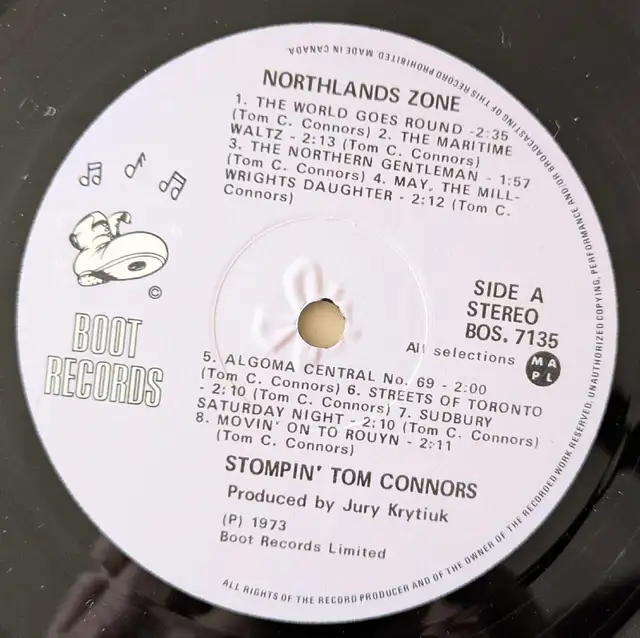 NORTHLANDS ZONE
1. THE WORLD GOES ROUND -2:35
(Tom C. Connors) 2. THE MARITIME
WALTZ - 2:13 (Tom C. Connors)
3. THE NORTHERN GENTLEMAN - 1:57
(Tom C. Connors) 4. MAY, THE MILL-
WRIGHTS DAUGHTER - 2:12 (Tom C.
Connors)
©
BOOT
RECORDS
SIDE A
STEREO
BOS. 7135
All selections
M A
P L
5. ALGOMA CENTRAL No. 69 - 2:00
(Tom C. Connors) 6. STREETS OF TORONTO
- 2:10 (Tom C. Connors) 7. SUDBURY
SATURDAY NIGHT - 2:10 (Tom C. Connors)
8. MOVIN' ON TO ROUYN - 2:11
(Tom C. Connors)
STOMPIN' TOM CONNORS
Produced by Jury Krytiuk
(P) 1973
Boot Records Limited
ALL RIGHTS OF THE RECORD PRODUCER AND OF THE OWNER OF THE RECORDED WORK RESERVED. UNAUTHORIZED COPYING, PERFORMANCE AND/OR BROADCASTING OF THIS RECORD PROHIBITED. MADE IN CANADA